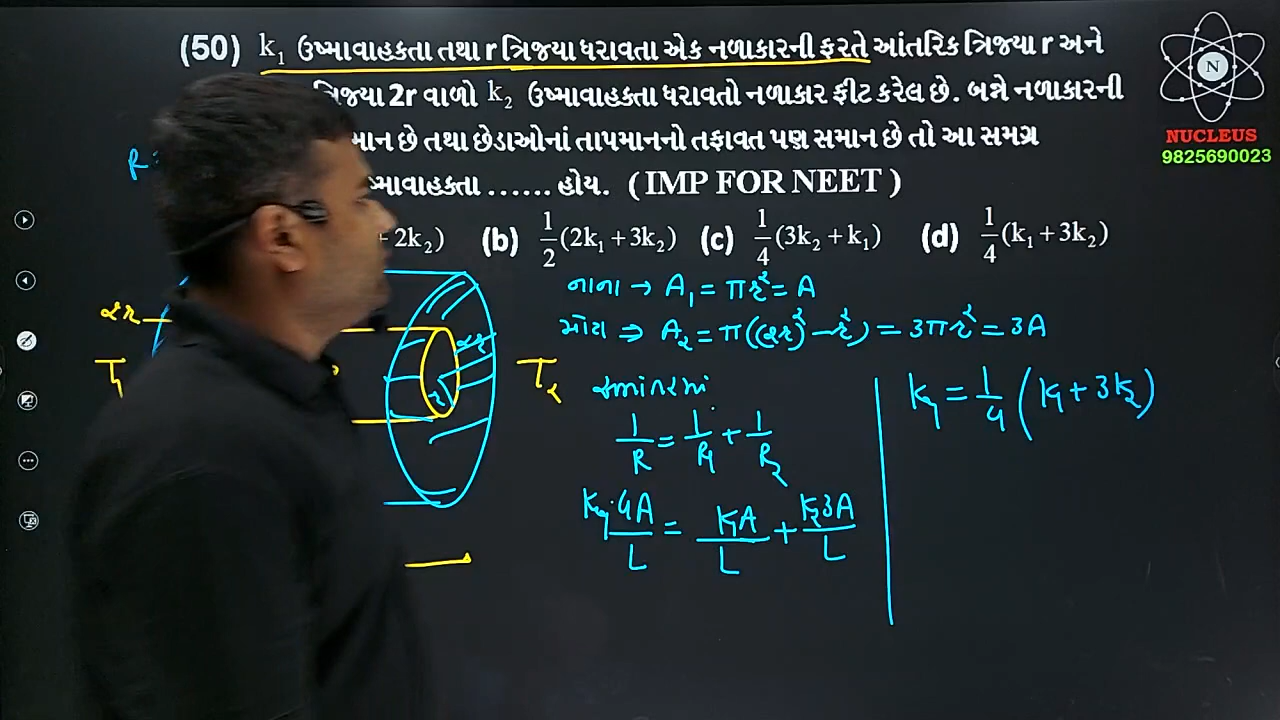 (50) k₁ ઉષ્માવાહકતા તથા r ત્રિજ્યા ધરાવતા એક નળાકારની ફરતે આંતરિક ત્રિજ્યા r અને
ત્રિજ્યા 2r વાળો k₂ ઉષ્માવાહકતા ધરાવતો નળાકાર ફીટ કરેલ છે. બન્ને નળાકારની
માન છે તથા છેડાઓનાં તાપમાનનો તફાવત પણ સમાન છે તો આ સમગ્ર
ષ્માવાહકતા ...... હોય. ( IMP FOR NEET )
+ 2k₂) (b) 1/2(2k₁ + 3k₂) (c) 1/4(3k₂ + k₁) (d) 1/4(k₁ + 3k₂)
N
NUCLEUS
9825690023
નાના → A₁ = πr² = A
મોટા ⇒ A₂ = π((2r)² − r²) = 3πr² = 3A
2r
T₁
T₂
r
2r
સમાંતરમાં
1/R = 1/R₁ + 1/R₂
4A/L = k₁A/L + k₂3A/L
= 1/4 (k₁ + 3k₂)